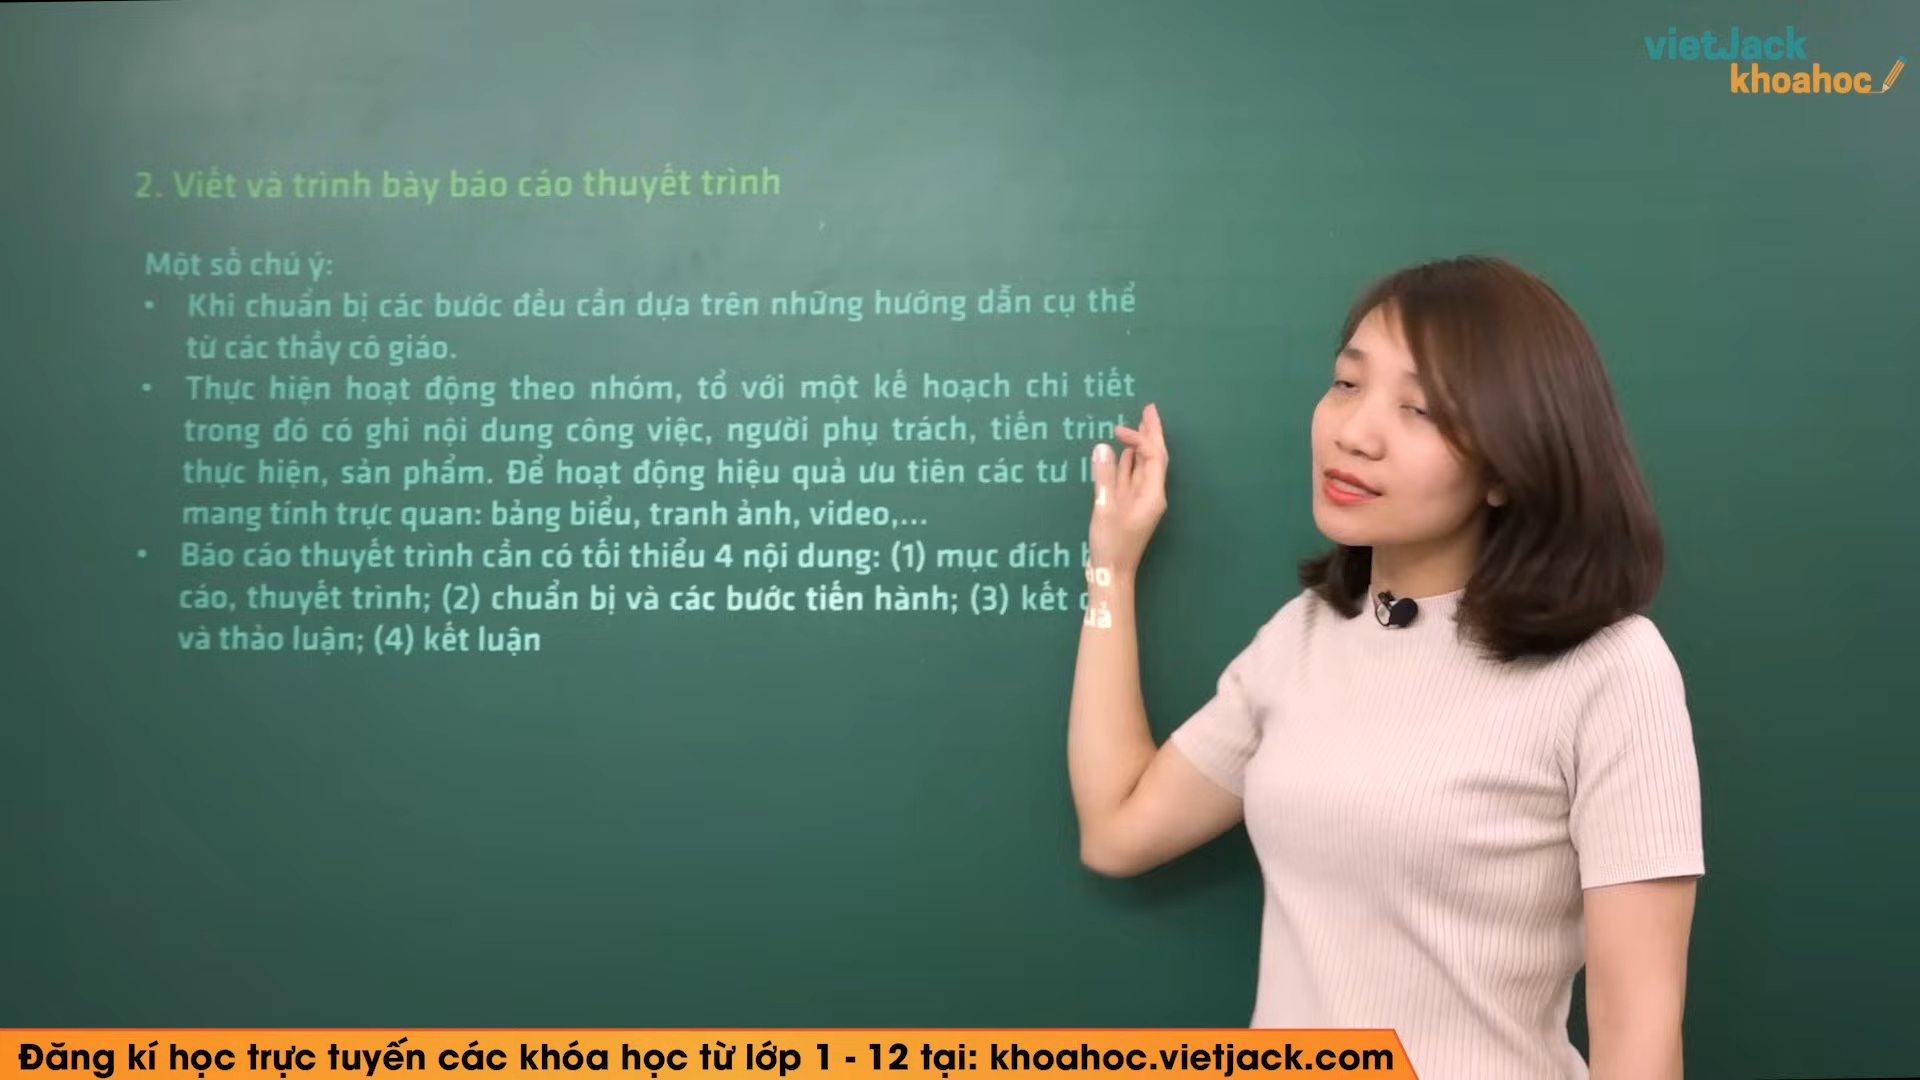 vietJack
khoahoc
2. Viết và trình bày báo cáo thuyết trình
Một số chú ý:
• Khi chuẩn bị các bước đều cần dựa trên những hướng dẫn cụ thể
từ các thầy cô giáo.
• Thực hiện hoạt động theo nhóm, tổ với một kế hoạch chi tiết
trong đó có ghi nội dung công việc, người phụ trách, tiến trình
thực hiện, sản phẩm. Để hoạt động hiệu quả ưu tiên các tư
mang tính trực quan: bảng biểu, tranh ảnh, video,...
• Báo cáo thuyết trình cần có tối thiểu 4 nội dung: (1) mục đích
cáo, thuyết trình; (2) chuẩn bị và các bước tiến hành; (3) kết quả
và thảo luận; (4) kết luận
Đăng kí học trực tuyến các khóa học từ lớp 1 - 12 tại: khoahoc.vietjack.com